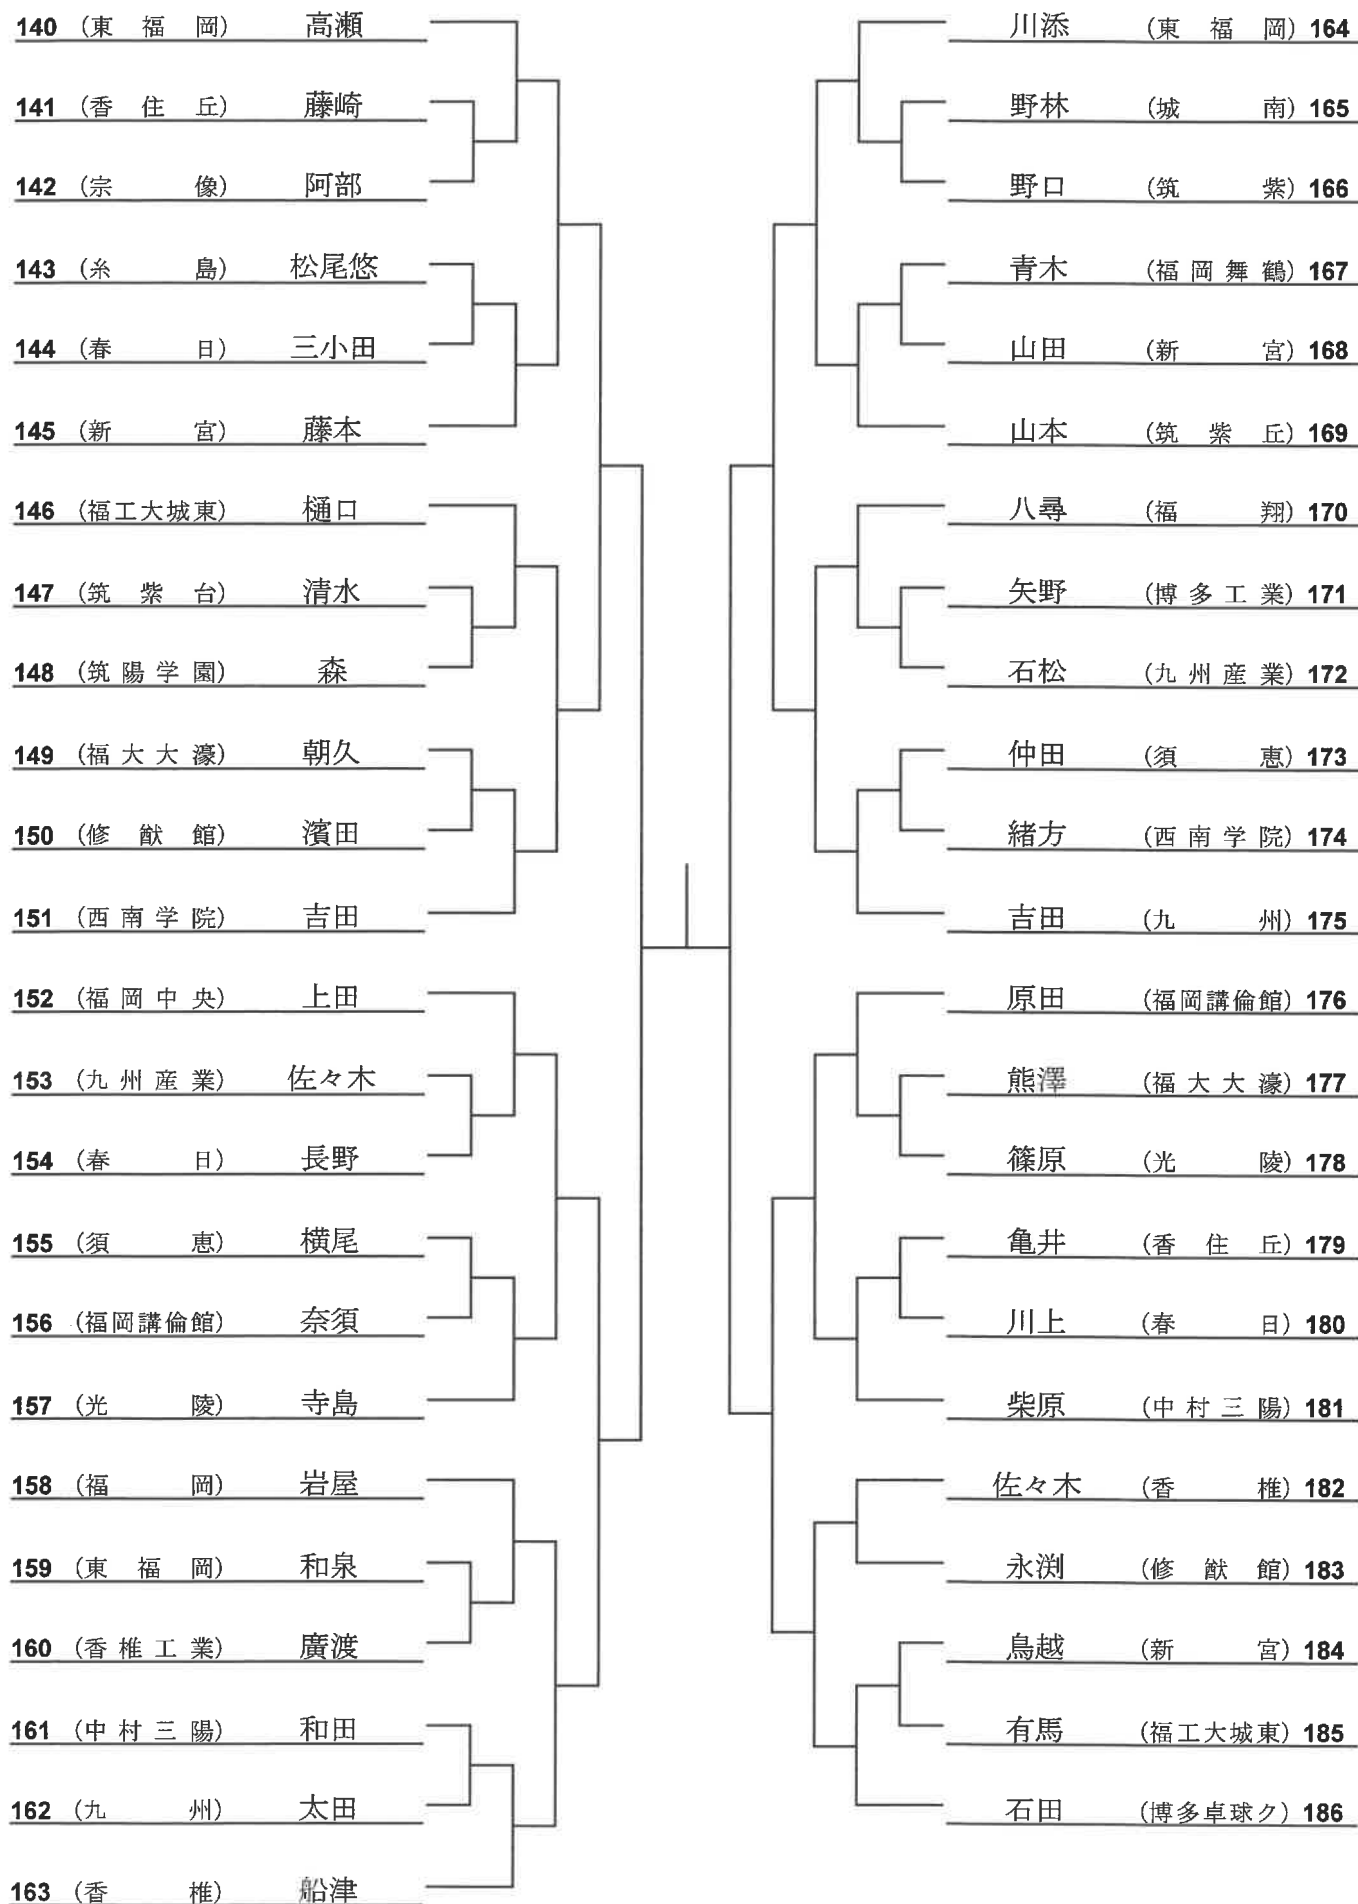 140 (東福岡) 高瀬
141 (香住丘) 藤崎
142 (宗像) 阿部
143 (糸島) 松尾悠
144 (春日) 三小田
145 (新宮) 藤本
146 (福工大城東) 樋口
147 (筑紫台) 清水
148 (筑陽学園) 森
149 (福大大濠) 朝久
150 (修猷館) 濱田
151 (西南学院) 吉田
152 (福岡中央) 上田
153 (九州産業) 佐々木
154 (春日) 長野
155 (須恵) 横尾
156 (福岡講倫館) 奈須
157 (光陵) 寺島
158 (福岡) 岩屋
159 (東福岡) 和泉
160 (香椎工業) 廣渡
161 (中村三陽) 和田
162 (九州) 太田
163 (香椎) 船津
川添 (東福岡) 164
野林 (城南) 165
野口 (筑紫) 166
青木 (福岡舞鶴) 167
山田 (新宮) 168
山本 (筑紫丘) 169
八尋 (福翔) 170
矢野 (博多工業) 171
石松 (九州産業) 172
仲田 (須恵) 173
緒方 (西南学院) 174
吉田 (九州) 175
原田 (福岡講倫館) 176
熊澤 (福大大濠) 177
篠原 (光陵) 178
亀井 (香住丘) 179
川上 (春日) 180
柴原 (中村三陽) 181
佐々木 (香椎) 182
永渕 (修猷館) 183
鳥越 (新宮) 184
有馬 (福工大城東) 185
石田 (博多卓球ク) 186